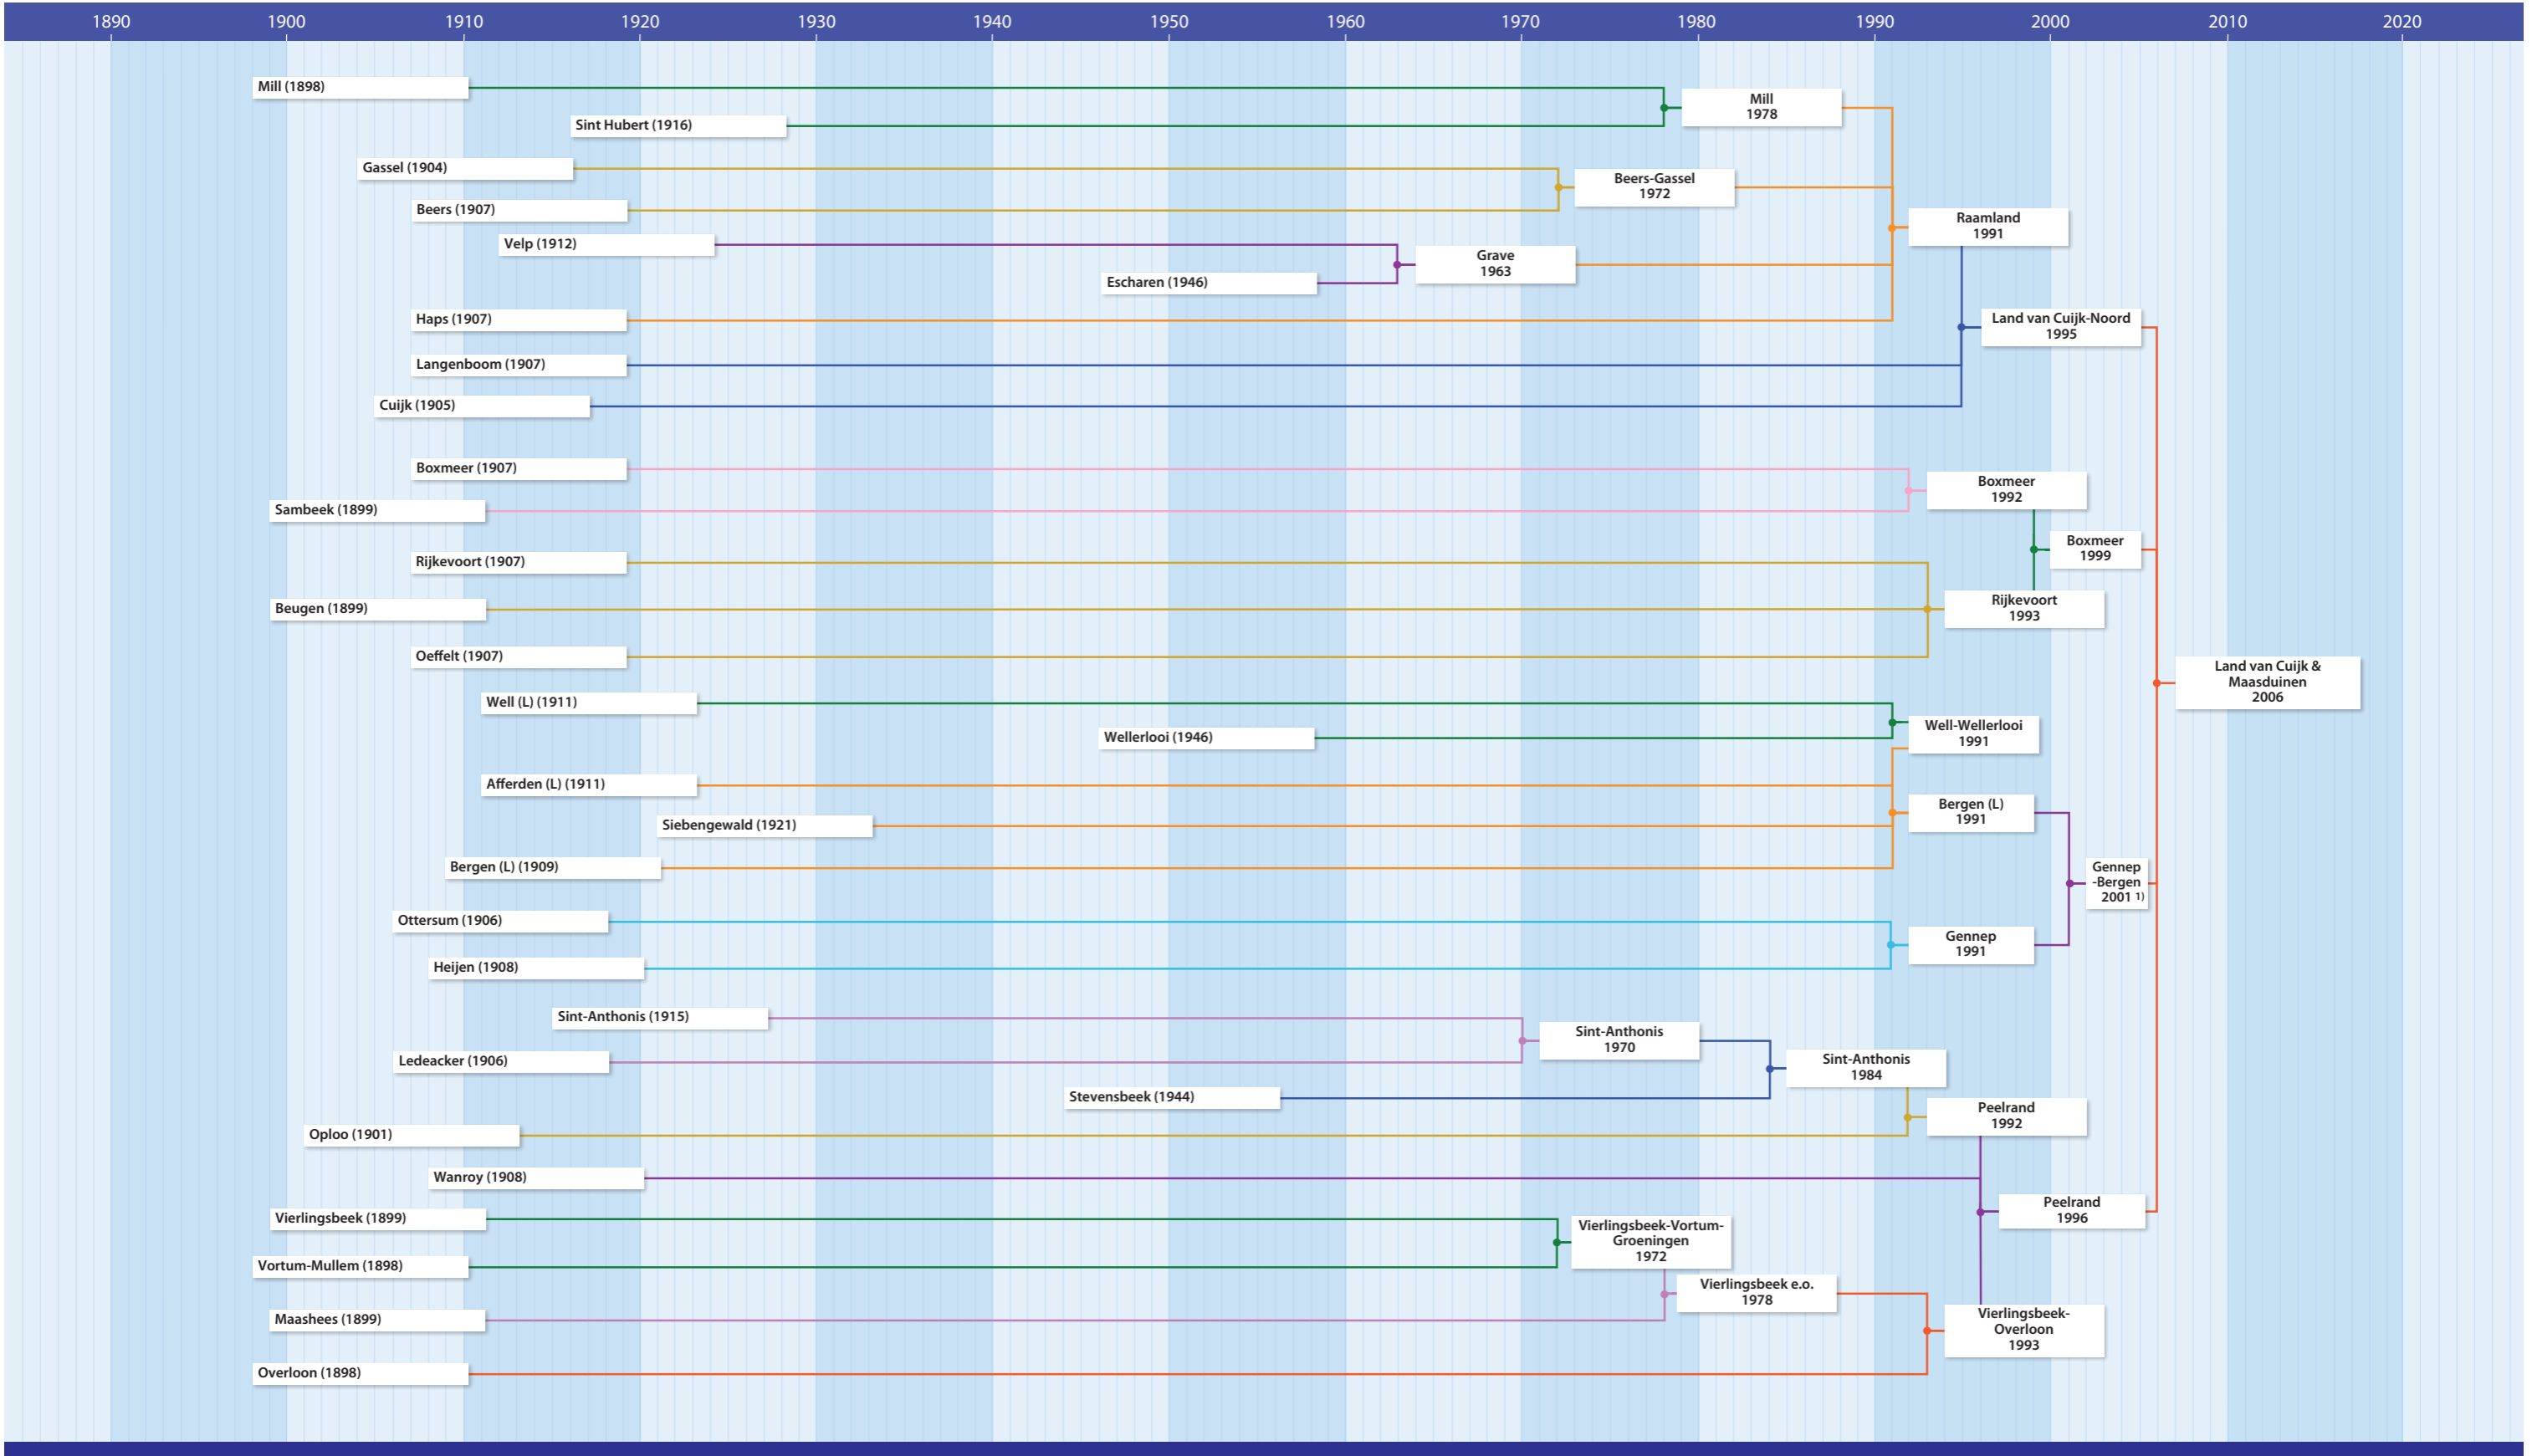 1890 1900 1910 1920 1930 1940 1950 1960 1970 1980 1990 2000 2010 2020
Mill (1898)
Mill
1978
Sint Hubert (1916)
Gassel (1904)
Beers-Gassel
1972
Beers (1907)
Raamland
1991
Velp (1912)
Grave
1963
Escharen (1946)
Haps (1907)
Land van Cuijk-Noord
1995
Langenboom (1907)
Cuijk (1905)
Boxmeer (1907)
Boxmeer
1992
Sambeek (1899)
Boxmeer
1999
Rijkevoort (1907)
Beugen (1899)
Rijkevoort
1993
Oeffelt (1907)
Land van Cuijk &
Maasduinen
2006
Well (L) (1911)
Well-Wellerlooi
1991
Wellerlooi (1946)
Afferden (L) (1911)
Bergen (L)
1991
Siebengewald (1921)
Bergen (L) (1909)
Gennep
-Bergen
2001 1)
Ottersum (1906)
Gennep
1991
Heijen (1908)
Sint-Anthonis (1915)
Sint-Anthonis
1970
Ledeacker (1906)
Sint-Anthonis
1984
Stevensbeek (1944)
Peelrand
1992
Oploo (1901)
Wanroy (1908)
Peelrand
1996
Vierlingsbeek (1899)
Vierlingsbeek-Vortum-
Groeningen
1972
Vortum-Mullem (1898)
Vierlingsbeek e.o.
1978
Maashees (1899)
Vierlingsbeek-
Overloon
1993
Overloon (1898)